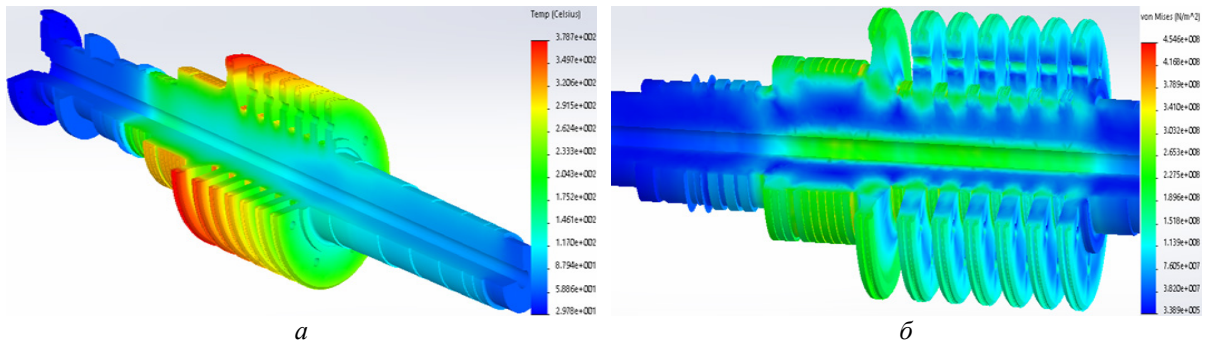 Temp (Celsius)
3.787e+002
3.497e+002
3.206e+002
2.915e+002
2.624e+002
2.333e+002
2.043e+002
1.752e+002
1.461e+002
1.170e+002
8.794e+001
5.886e+001
2.978e+001
von Mises (N/m^2)
4.546e+008
4.168e+008
3.789e+008
3.410e+008
3.032e+008
2.653e+008
2.275e+008
1.896e+008
1.518e+008
1.139e+008
7.605e+007
3.820e+007
3.389e+005
а
б